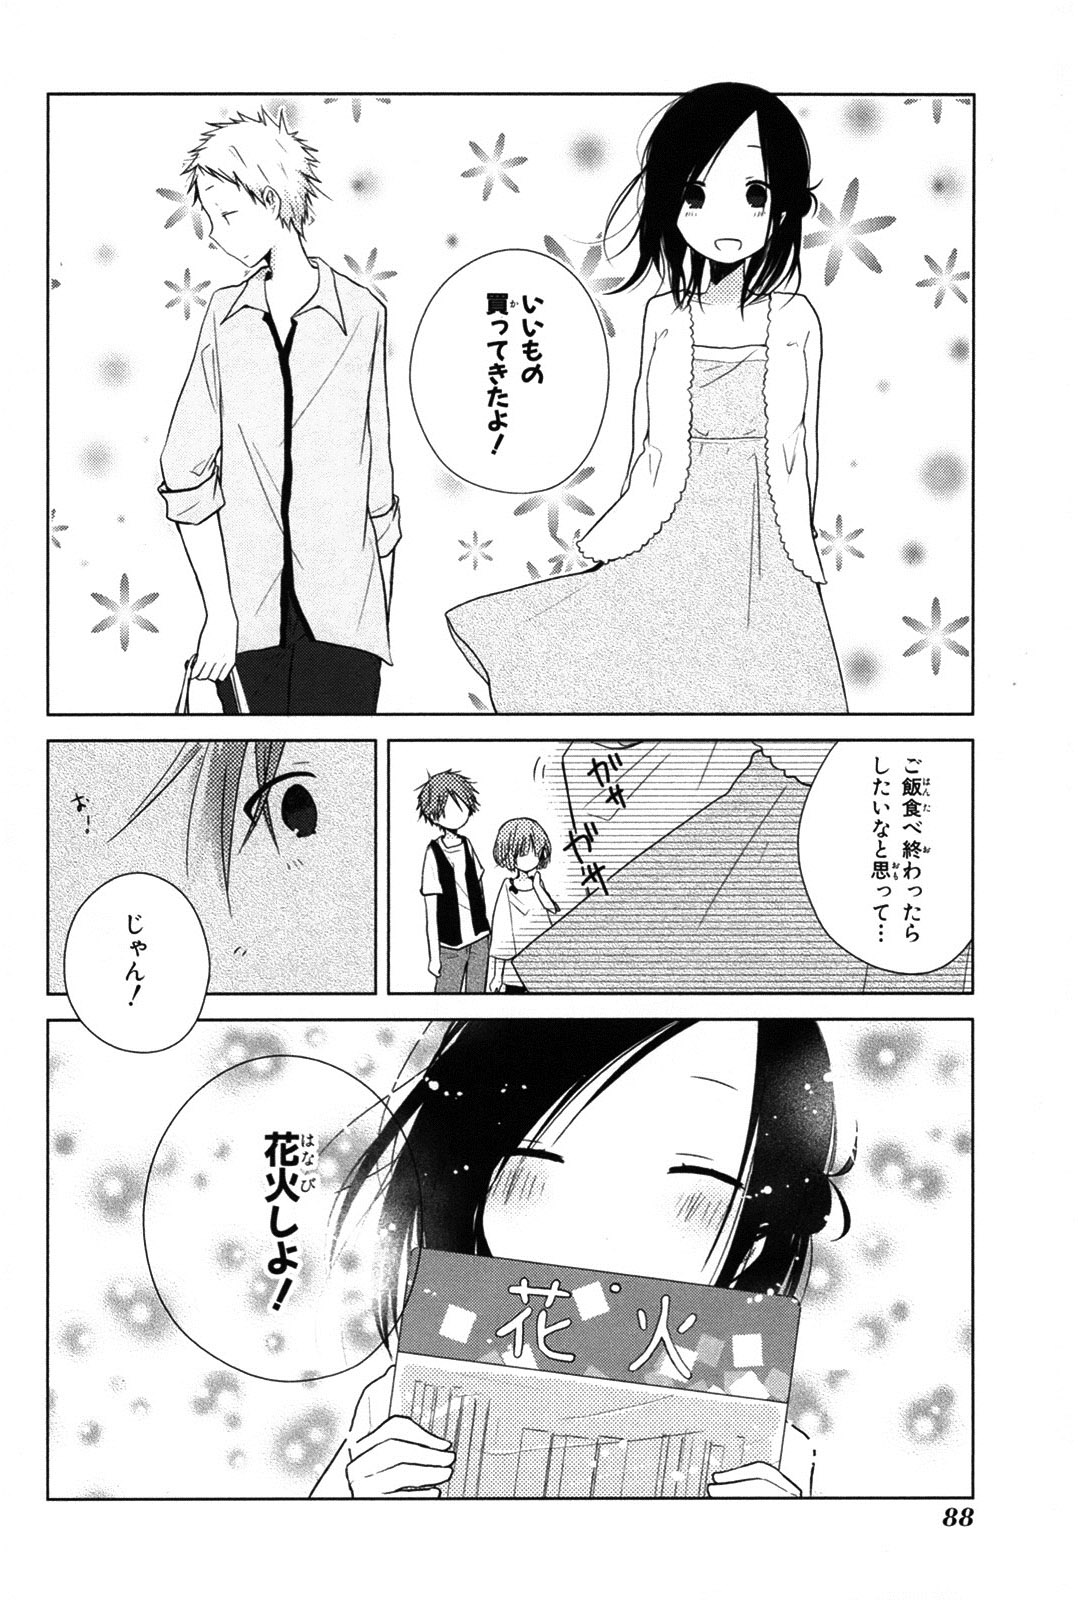 いいもの
買ってきたよ!
ご飯食べ終わったら
したいなと思って…
ガサ
ガサ
お!
じゃん!
花火しよ!
花火
88